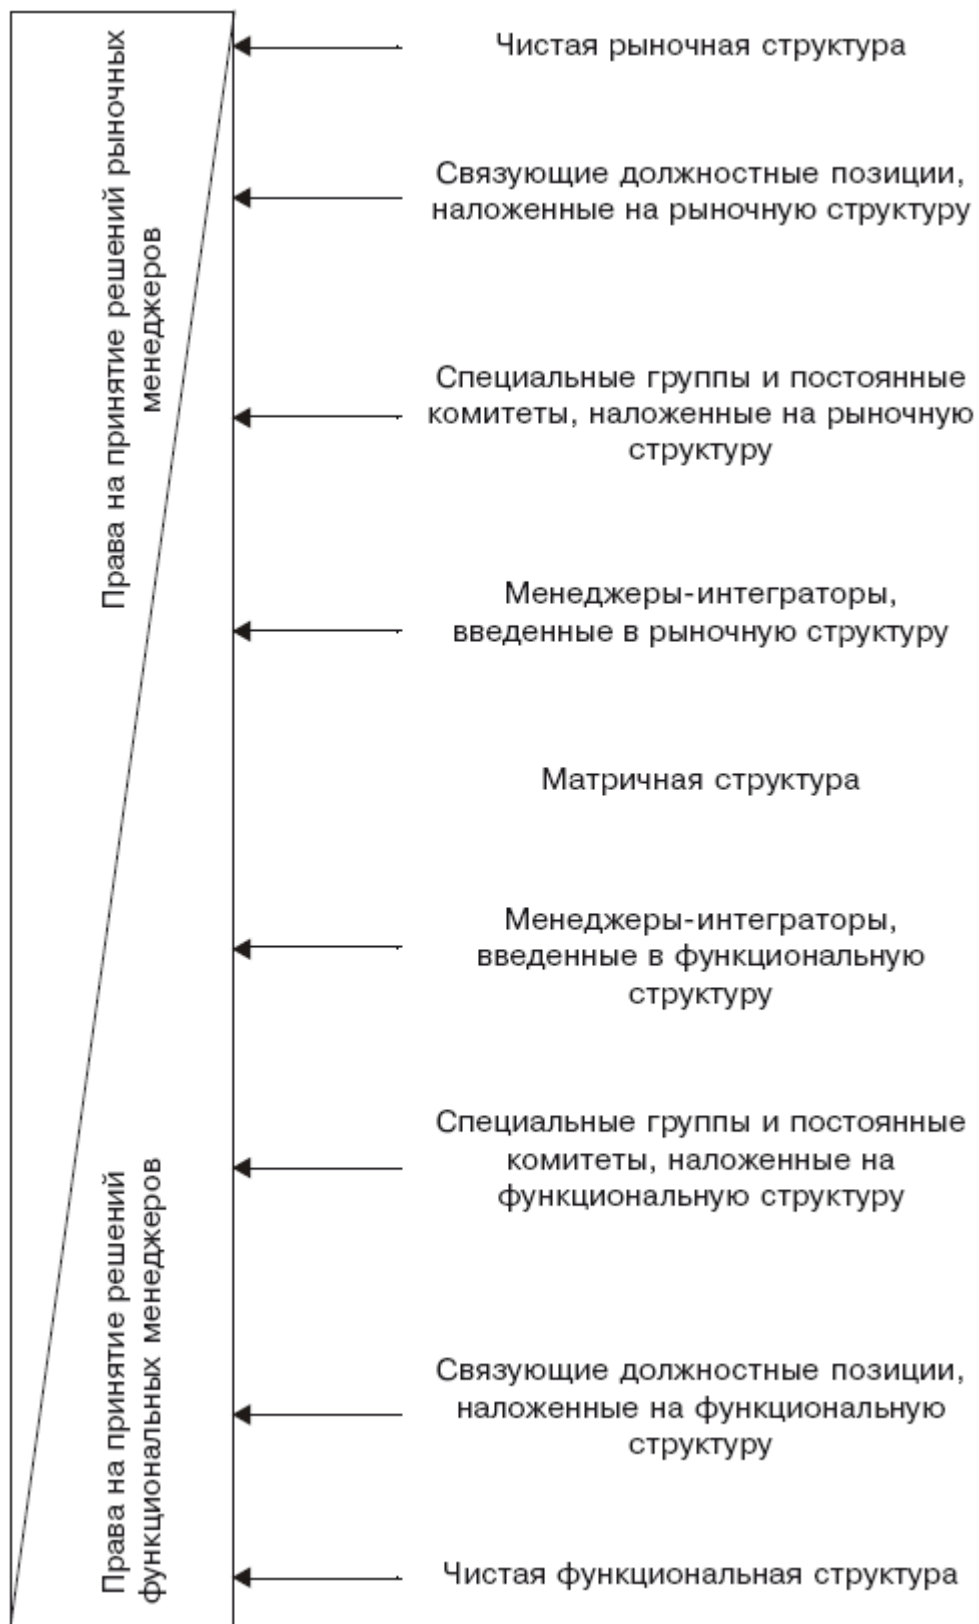 Права на принятие решений рыночных
менеджеров
Чистая рыночная структура
Связующие должностные позиции,
наложенные на рыночную структуру
Специальные группы и постоянные
комитеты, наложенные на рыночную
структуру
Менеджеры-интеграторы,
введенные в рыночную структуру
Матричная структура
Менеджеры-интеграторы,
введенные в функциональную
структуру
Права на принятие решений
функциональных менеджеров
Специальные группы и постоянные
комитеты, наложенные на
функциональную структуру
Связующие должностные позиции,
наложенные на функциональную
структуру
Чистая функциональная структура